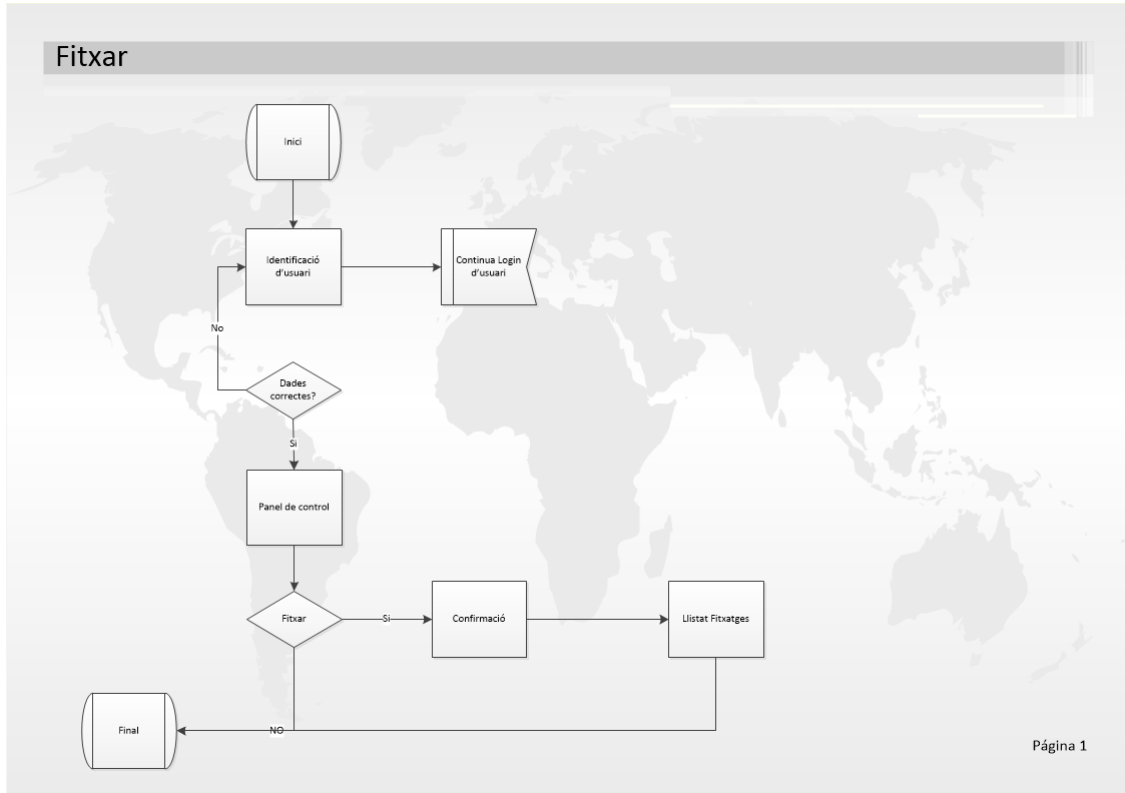 Fitxar
Inici
Identificació
d'usuari
Continua Login
d'usuari
No
Dades
correctes?
Si
Panel de control
Fitxar
Si
Confirmació
Llistat Fitxatges
Final
NO
Página 1